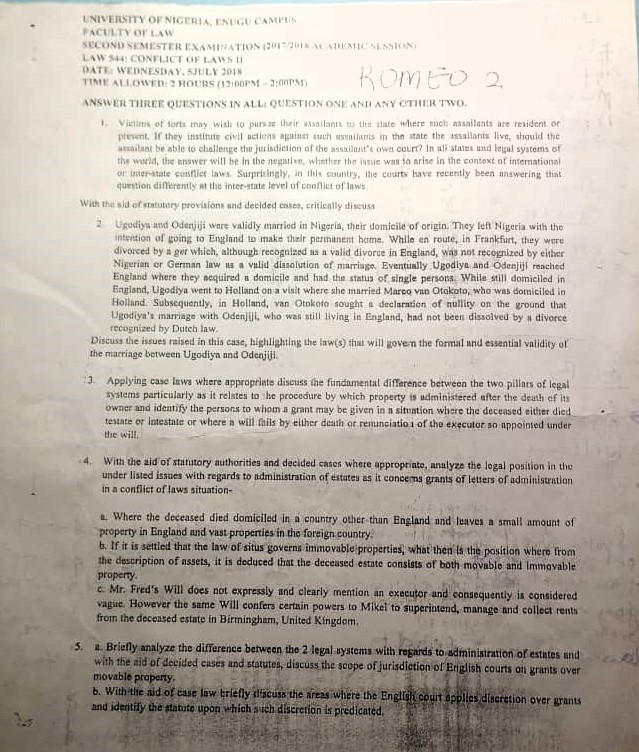 UNIVERSITY OF NIGERIA, ENUGU CAMPUS
FACULTY OF LAW
SECOND SEMESTER EXAMINATION (2017/2018 ACADEMIC SESSION)
LAW 544: CONFLICT OF LAWS II
DATE: WEDNESDAY, 5JULY 2018
TIME ALLOWED: 2 HOURS (12:00PM – 2:00PM)
ROMEO 2
ANSWER THREE QUESTIONS IN ALL: QUESTION ONE AND ANY OTHER TWO.
1. Victims of torts may wish to pursue their assailants to the state where such assailants are resident or
present. If they institute civil actions against such assailants in the state the assailants live, should the
assailant be able to challenge the jurisdiction of the assailant's own court? In all states and legal systems of
the world, the answer will be in the negative, whether the issue was to arise in the context of international
or inter-state conflict laws. Surprisingly, in this country, the courts have recently been answering that
question differently at the inter-state level of conflict of laws
With the aid of statutory provisions and decided cases, critically discuss
2. Ugodiya and Odenjiji were validly married in Nigeria, their domicile of origin. They left Nigeria with the
intention of going to England to make their permanent home. While en route, in Frankfurt, they were
divorced by a ger which, although recognized as a valid divorce in England, was not recognized by either
Nigerian or German law as a valid dissolution of marriage. Eventually Ugodiya and Odenjiji reached
England where they acquired a domicile and had the status of single persons. While still domiciled in
England, Ugodiya went to Holland on a visit where she married Marco van Otokoto, who was domiciled in
Holland. Subsequently, in Holland, van Otokoto sought a declaration of nullity on the ground that
Ugodiya's marriage with Odenjiji, who was still living in England, had not been dissolved by a divorce
recognized by Dutch law.
Discuss the issues raised in this case, highlighting the law(s) that will govern the formal and essential validity of
the marriage between Ugodiya and Odenjiji.
3. Applying case laws where appropriate discuss the fundamental difference between the two pillars of legal
systems particularly as it relates to the procedure by which property is administered after the death of its
owner and identify the persons to whom a grant may be given in a situation where the deceased either died
testate or intestate or where a will fails by either death or renunciation of the executor so appointed under
the will.
4. With the aid of statutory authorities and decided cases where appropriate, analyze the legal position in the
under listed issues with regards to administration of estates as it concerns grants of letters of administration
in a conflict of laws situation-
a. Where the deceased died domiciled in a country other than England and leaves a small amount of
property in England and vast properties in the foreign country.
b. If it is settled that the law of situs governs immovable properties, what then is the position where from
the description of assets, it is deduced that the deceased estate consists of both movable and immovable
property.
c. Mr. Fred's Will does not expressly and clearly mention an executor and consequently is considered
vague. However the same Will confers certain powers to Mikel to superintend, manage and collect rents
from the deceased estate in Birmingham, United Kingdom.
5. a. Briefly analyze the difference between the 2 legal systems with regards to administration of estates and
with the aid of decided cases and statutes, discuss the scope of jurisdiction of English courts on grants over
movable property.
b. With the aid of case law briefly discuss the areas where the English court applies discretion over grants
and identify the statute upon which such discretion is predicated.